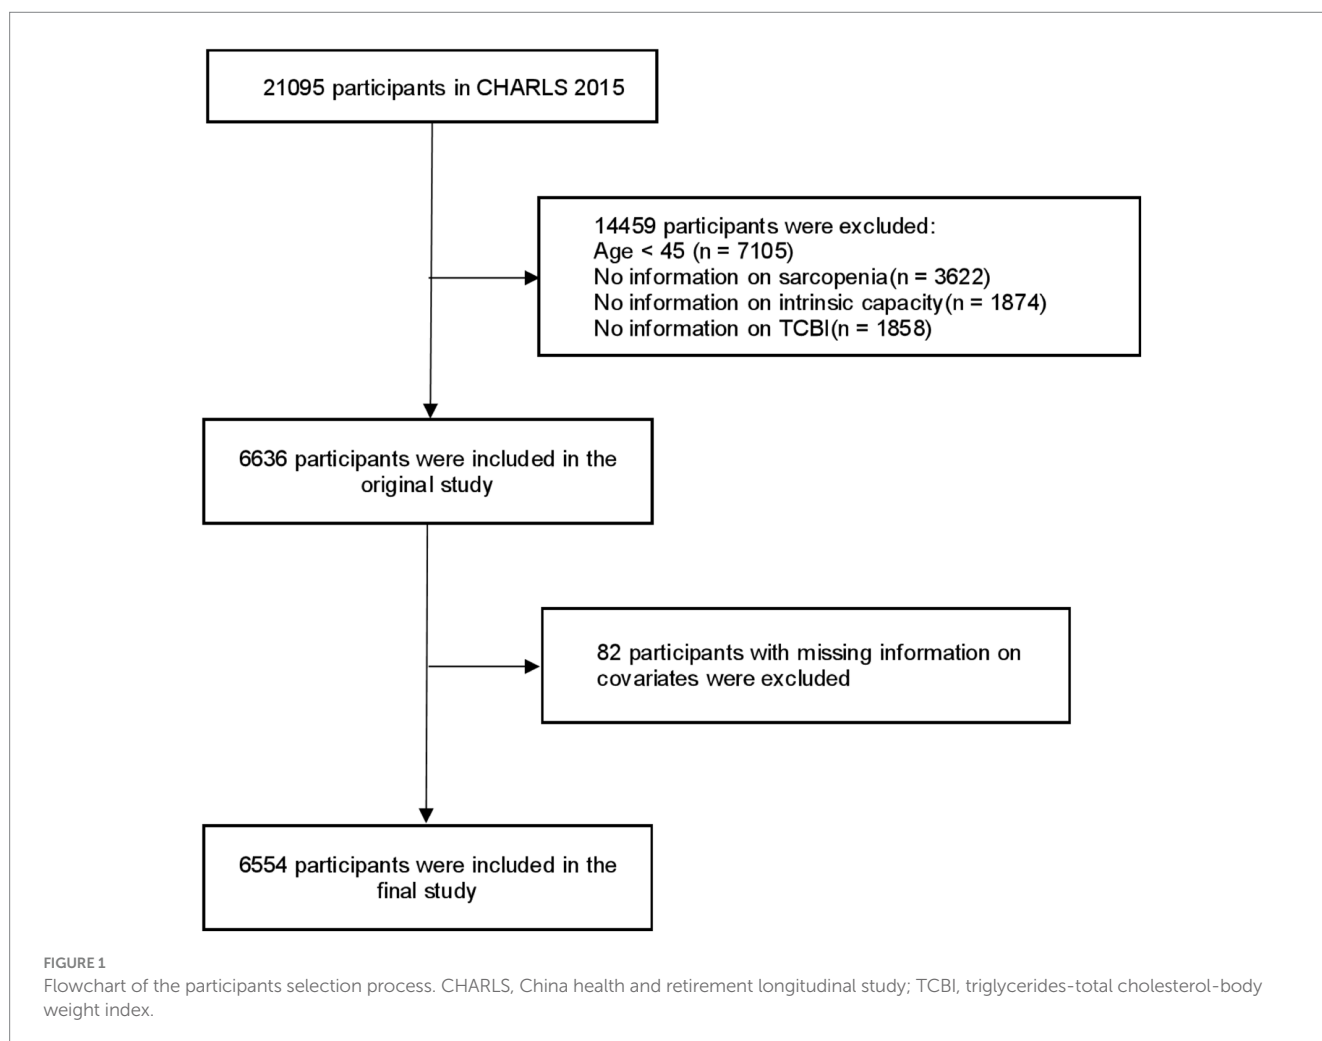 21095 participants in CHARLS 2015
14459 participants were excluded:
Age < 45 (n = 7105)
No information on sarcopenia(n = 3622)
No information on intrinsic capacity(n = 1874)
No information on TCBI(n = 1858)
6636 participants were included in the
original study
82 participants with missing information on
covariates were excluded
6554 participants were included in the
final study
FIGURE 1
Flowchart of the participants selection process. CHARLS, China health and retirement longitudinal study; TCBI, triglycerides-total cholesterol-body
weight index.